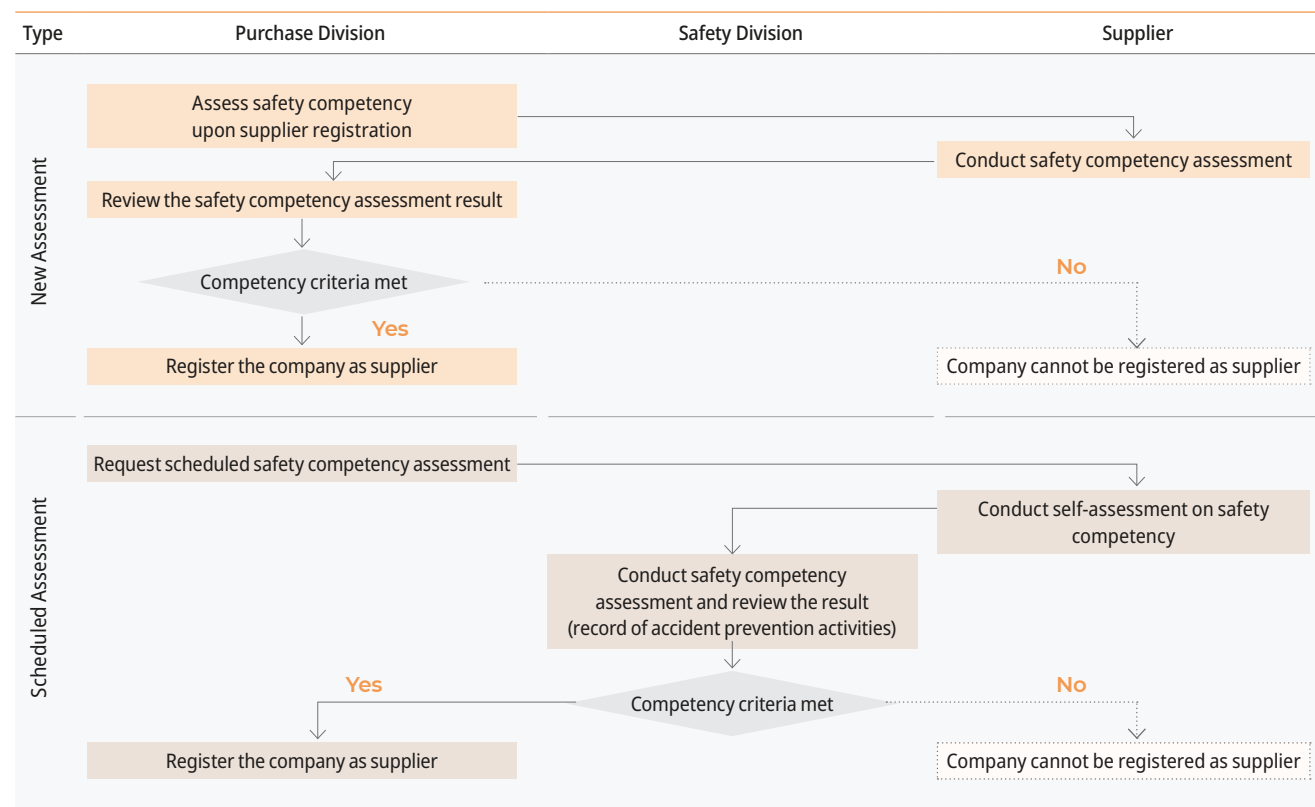 Type
Purchase Division
Safety Division
Supplier
New Assessment
Assess safety competency
upon supplier registration
Conduct safety competency assessment
Review the safety competency assessment result
Competency criteria met
No
Yes
Register the company as supplier
Company cannot be registered as supplier
Scheduled Assessment
Request scheduled safety competency assessment
Conduct self-assessment on safety
competency
Conduct safety competency
assessment and review the result
(record of accident prevention activities)
Yes
Competency criteria met
No
Register the company as supplier
Company cannot be registered as supplier